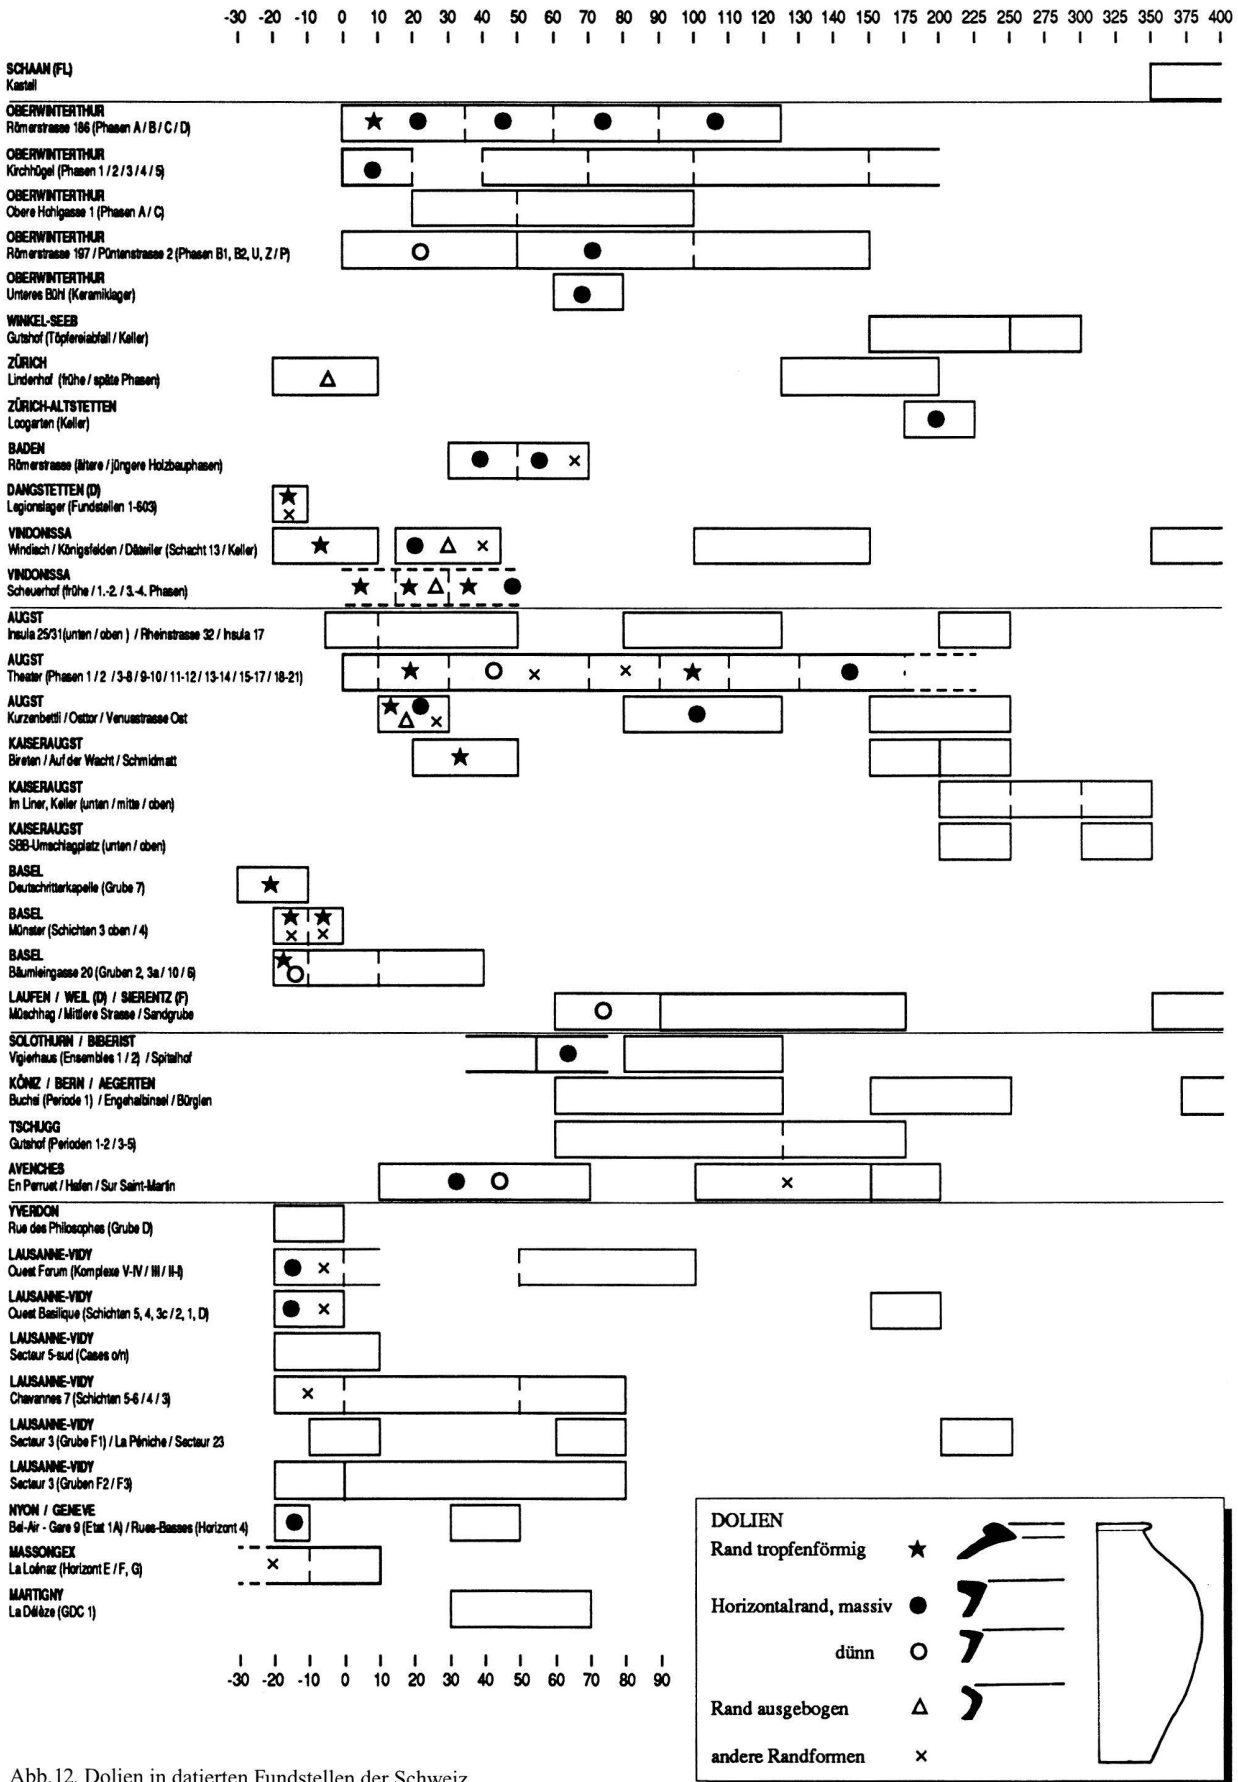 -30 -20 -10 0 10 20 30 40 50 60 70 80 90 100 110 120 130 140 150 175 200 225 250 275 300 325 350 375 400
SCHAAN (FL)
Kastell
OBERWINTERTHUR
Römerstrasse 186 (Phasen A / B / C / D)
OBERWINTERTHUR
Kirchhügel (Phasen 1 / 2 / 3 / 4 / 5)
OBERWINTERTHUR
Obere Hohlgasse 1 (Phasen A / C)
OBERWINTERTHUR
Römerstrasse 197 / Püntenstrasse 2 (Phasen B1, B2, U, Z / P)
OBERWINTERTHUR
Unteres Bühl (Keramiklager)
WINKEL-SEEB
Gutshof (Töpfereiabfall / Keller)
ZÜRICH
Lindenhof (frühe / späte Phasen)
ZÜRICH-ALTSTETTEN
Loogarten (Keller)
BADEN
Römerstrasse (ältere / jüngere Holzbauphasen)
DANGSTETTEN (D)
Legionslager (Fundstellen 1-603)
VINDONISSA
Windisch / Königsfelden / Dätwiler (Schacht 13 / Keller)
VINDONISSA
Scheuerhof (frühe / 1.-2. / 3.-4. Phasen)
AUGST
Insula 25/31(unten / oben ) / Rheinstrasse 32 / Insula 17
AUGST
Theater (Phasen 1 / 2 / 3-8 / 9-10 / 11-12 / 13-14 / 15-17 / 18-21)
AUGST
Kurzenbettli / Osttor / Venusstrasse Ost
KAISERAUGST
Bireten / Auf der Wacht / Schmidmatt
KAISERAUGST
Im Liner, Keller (unten / mitte / oben)
KAISERAUGST
SBB-Umschlagplatz (unten / oben)
BASEL
Deutschritterkapelle (Grube 7)
BASEL
Münster (Schichten 3 oben / 4)
BASEL
Bäumleingasse 20 (Gruben 2, 3a / 10 / 6)
LAUFEN / WEIL (D) / SIERENTZ (F)
Müschhag / Mittlere Strasse / Sandgrube
SOLOTHURN / BIBERIST
Vigierhaus (Ensembles 1 / 2) / Spitalhof
KÖNIZ / BERN / AEGERTEN
Buchsi (Periode 1) / Engehalbinsel / Bürglen
TSCHUGG
Gutshof (Perioden 1-2 / 3-5)
AVENCHES
En Perruet / Hafen / Sur Saint-Martin
YVERDON
Rue des Philosophes (Grube D)
LAUSANNE-VIDY
Ouest Forum (Komplexe V-IV / III / II-I)
LAUSANNE-VIDY
Ouest Basilique (Schichten 5, 4, 3c / 2, 1, D)
LAUSANNE-VIDY
Secteur 5-sud (Cases o/n)
LAUSANNE-VIDY
Chavannes 7 (Schichten 5-6 / 4 / 3)
LAUSANNE-VIDY
Secteur 3 (Grube F1) / La Péniche / Secteur 23
LAUSANNE-VIDY
Secteur 3 (Gruben F2 / F3)
NYON / GENEVE
Bel-Air - Gare 9 (Etat 1A) / Rues-Basses (Horizont 4)
MASSONGEX
La Loénaz (Horizont E / F, G)
MARTIGNY
La Délèze (GDC 1)
-30 -20 -10 0 10 20 30 40 50 60 70 80 90
DOLIEN
Rand tropfenförmig
Horizontalrand, massiv
dünn
Rand ausgebogen
andere Randformen
Abb.12. Dolien in datierten Fundstellen der Schweiz